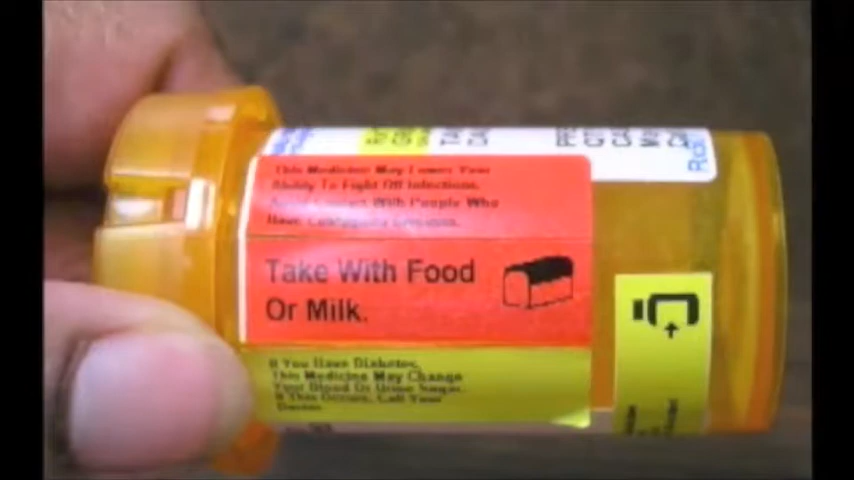 This Medicine May Lower Your
Ability To Fight Off Infections.
Avoid Contact With People Who
Have Contagious
Take With Food
Or Milk.
If You Have Diabetes,
This Medicine May Change
Your Blood Or Urine Sugar.
If This Occurs, Call Your
Doctor.